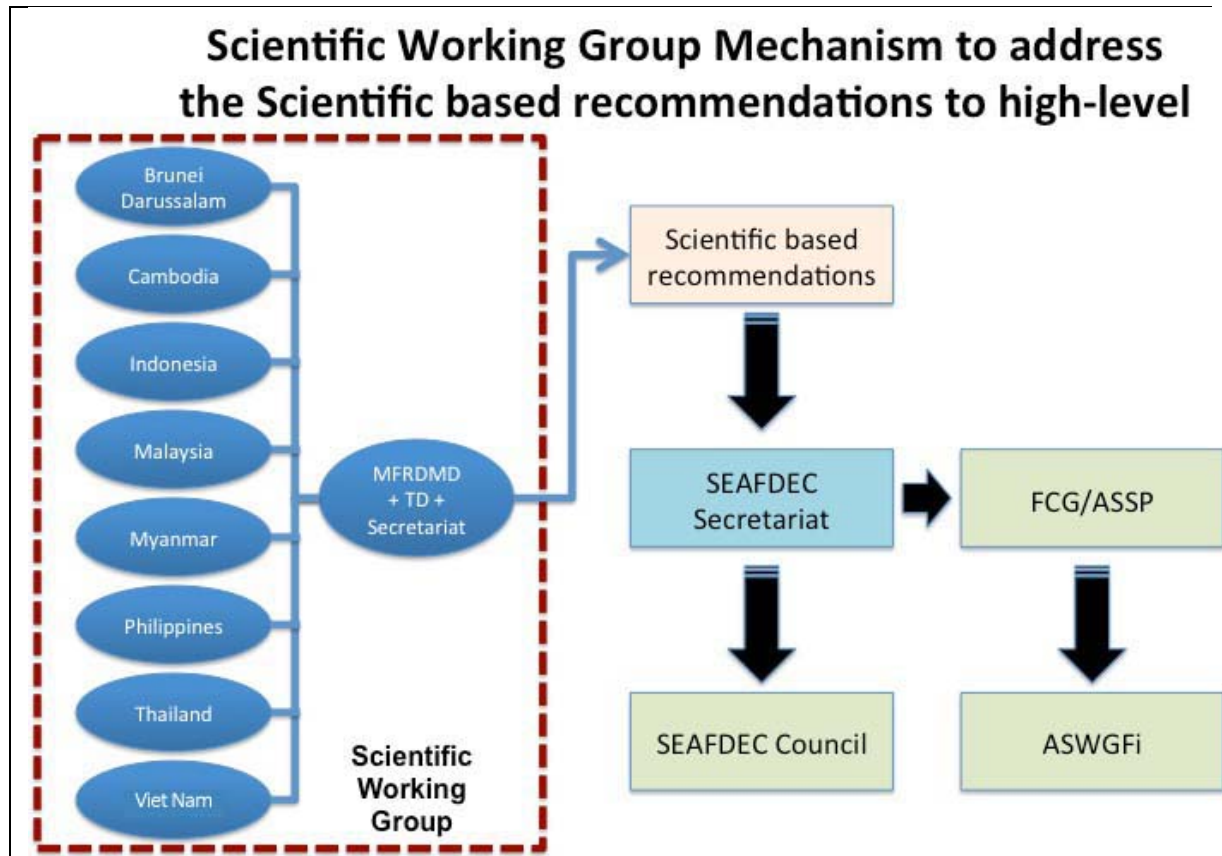 Scientific Working Group Mechanism to address
the Scientific based recommendations to high-level
Brunei
Darussalam
Cambodia
Indonesia
Malaysia
Myanmar
Philippines
Thailand
Viet Nam
MFRDMD
+ TD +
Secretariat
Scientific
Working
Group
Scientific based
recommendations
SEAFDEC
Secretariat
FCG/ASSP
SEAFDEC Council
ASWGFi